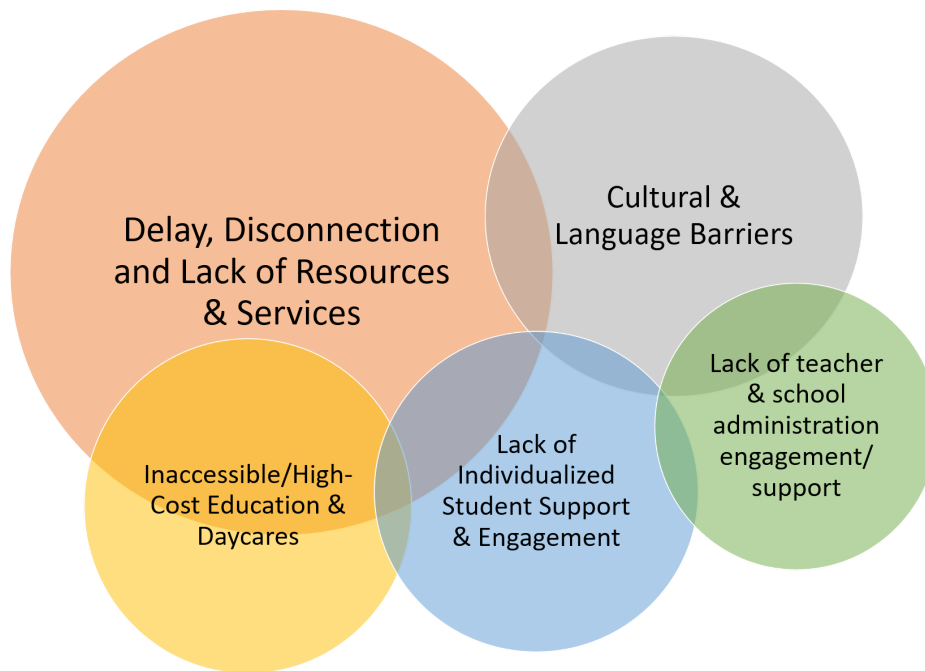 Delay, Disconnection
and Lack of Resources
& Services
Cultural &
Language Barriers
Lack of teacher
& school
administration
engagement/
support
Inaccessible/High-
Cost Education &
Daycares
Lack of
Individualized
Student Support
& Engagement